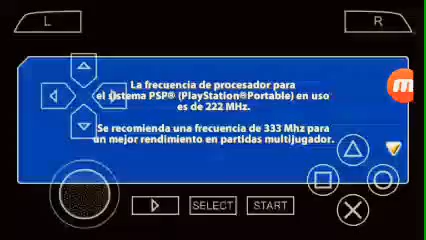 L
R
La frecuencia de procesador para
el sistema PSP® (PlayStation®Portable) en uso
es de 222 MHz.
Se recomienda una frecuencia de 333 Mhz para
un mejor rendimiento en partidas multijugador.
SELECT
START